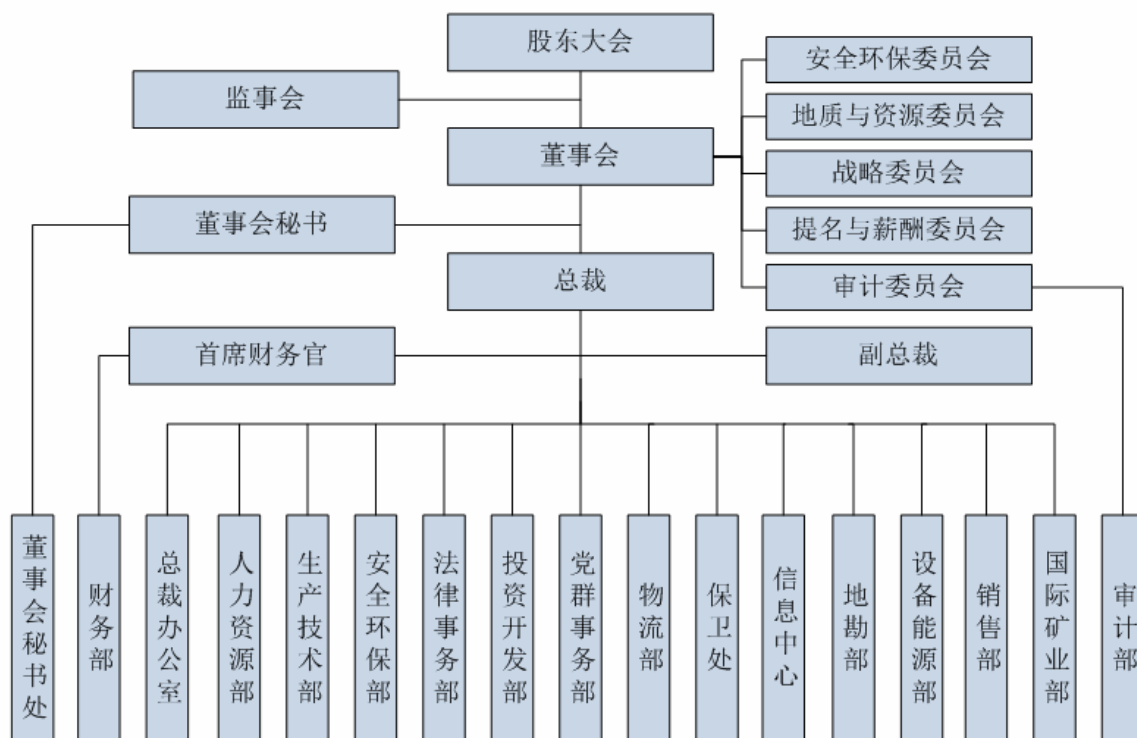 股东大会
监事会
安全环保委员会
地质与资源委员会
董事会
战略委员会
董事会秘书
提名与薪酬委员会
总裁
审计委员会
首席财务官
副总裁
董事会秘书处
财务部
总裁办公室
人力资源部
生产技术部
安全环保部
法律事务部
投资开发部
党群事务部
物流部
保卫处
信息中心
地勘部
设备能源部
销售部
国际矿业部
审计部